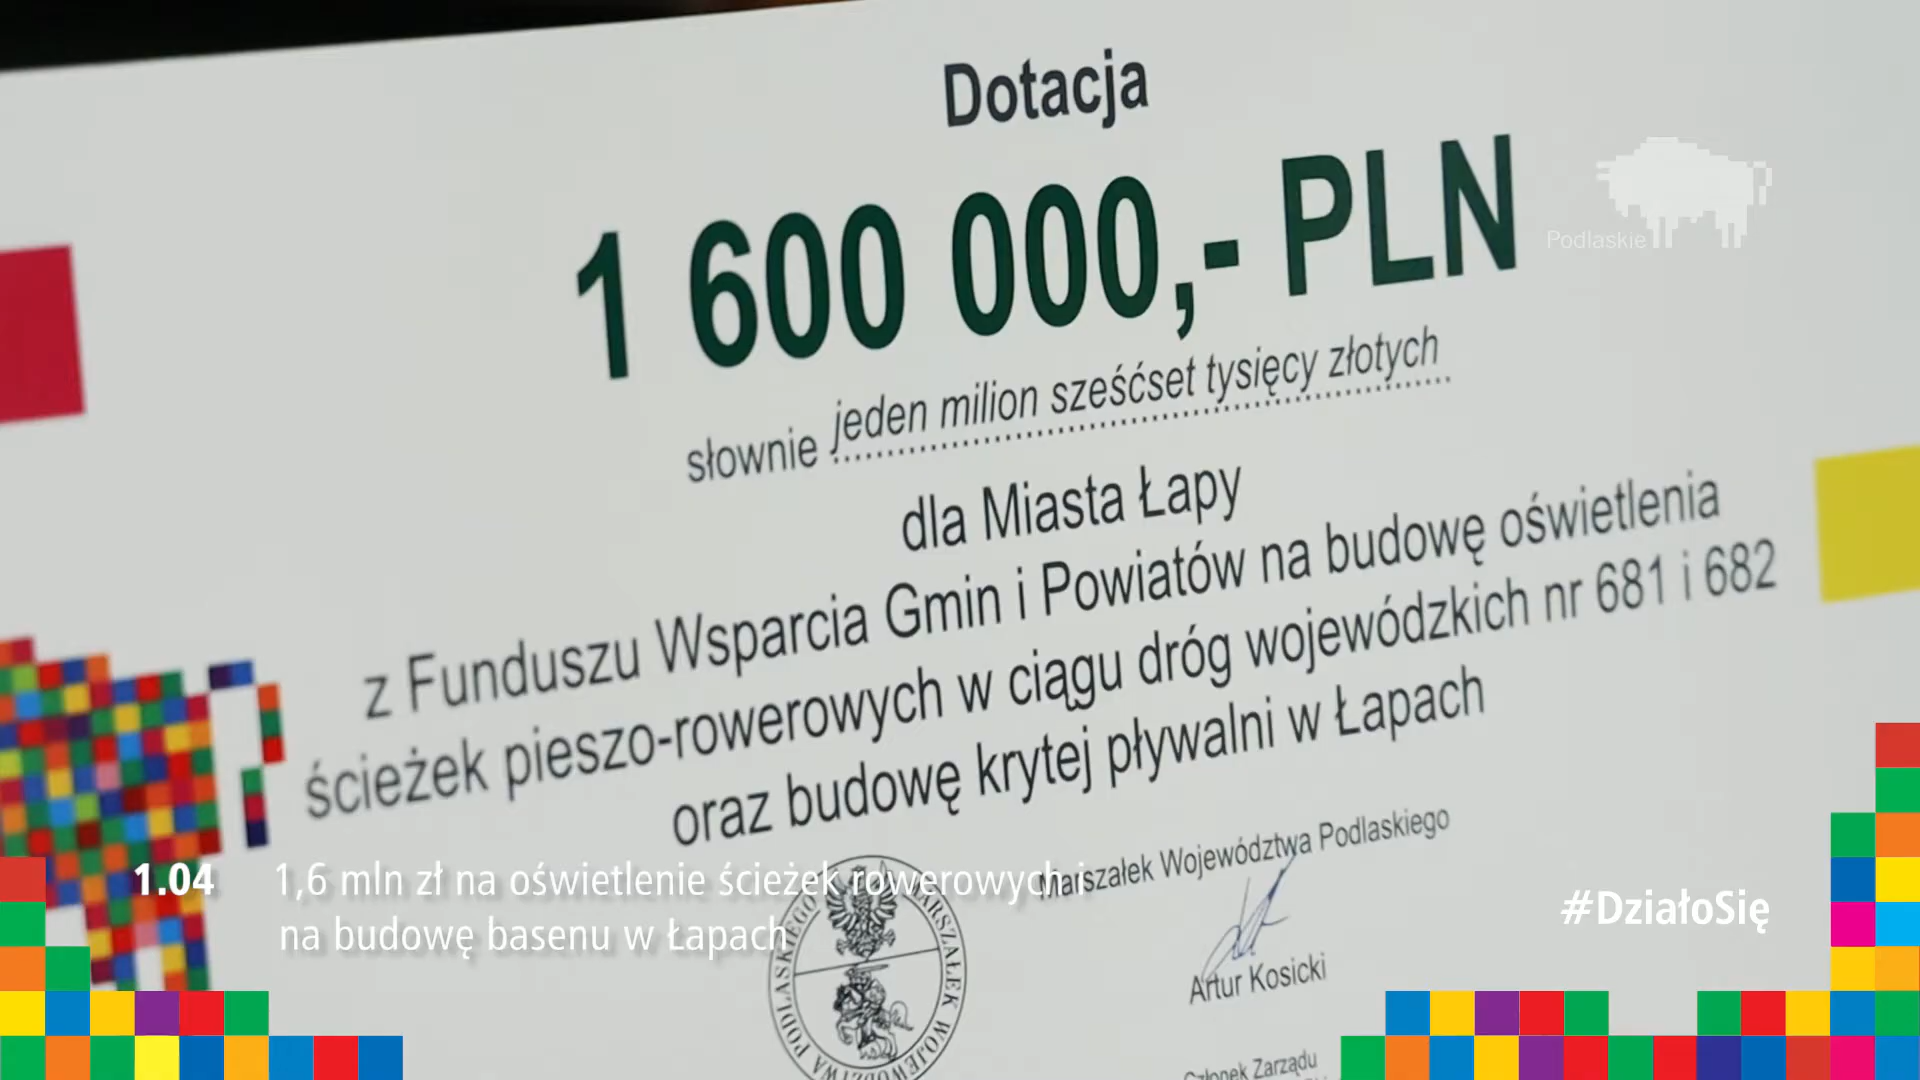 Dotacja
1 600 000,- PLN
Podlaskie
słownie jeden milion sześćset tysięcy złotych
dla Miasta Łapy
z Funduszu Wsparcia Gmin i Powiatów na budowę oświetlenia
ścieżek pieszo-rowerowych w ciągu dróg wojewódzkich nr 681 i 682
oraz budowę krytej pływalni w Łapach
Marszałek Województwa Podlaskiego
Artur Kosicki
Członek Zarządu
MARSZAŁEK WOJEWÓDZTWA PODLASKIEGO
1.04 1,6 mln zł na oświetlenie ścieżek rowerowych i
na budowę basenu w Łapach
#DziałoSię